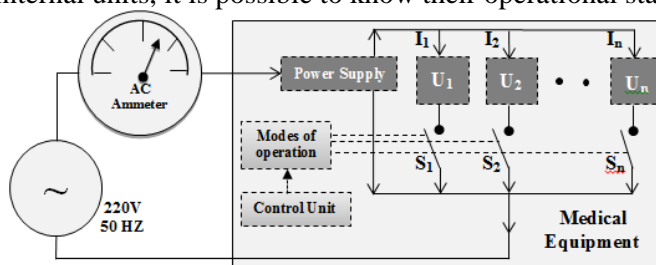 internal units, it is possible to know their operational sta
AC
Ammeter
Power Supply
I1
I2
In
U1
U2
Un
Modes of
operation
S1
S2
Sn
Control Unit
220V
50 HZ
Medical
Equipment